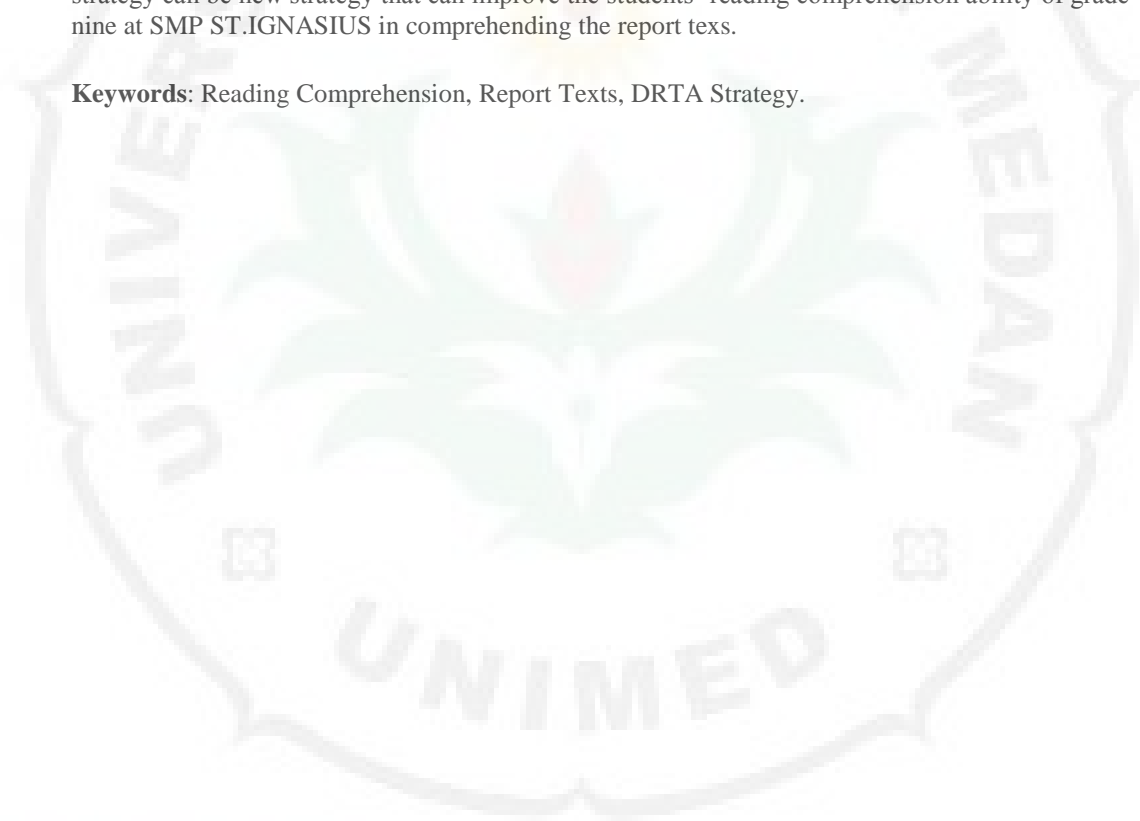 strategy can be new strategy that can improve the students' reading comprehension ability of grade
nine at SMP ST.IGNASIUS in comprehending the report texs.
Keywords: Reading Comprehension, Report Texts, DRTA Strategy.
UNIVER
MEDAN
UNIMED